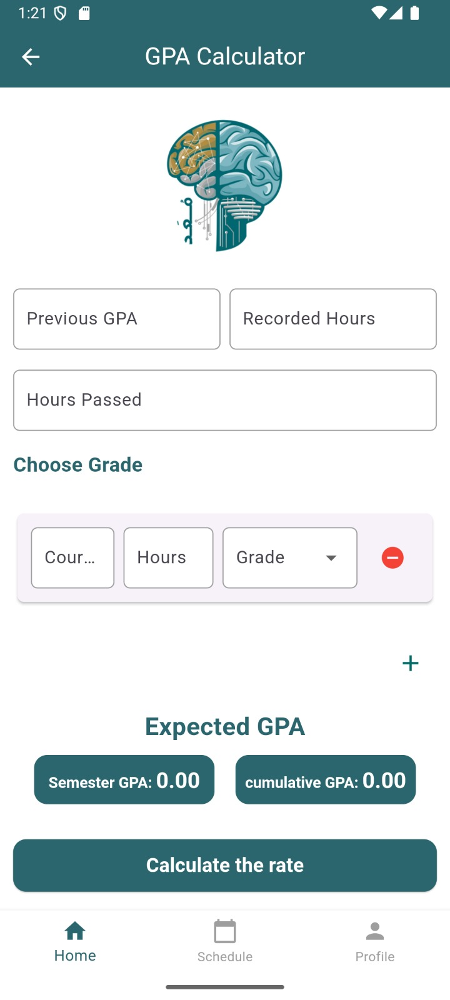 1:21
GPA Calculator
Previous GPA
Recorded Hours
Hours Passed
Choose Grade
Cour...
Hours
Grade
Expected GPA
Semester GPA: 0.00
cumulative GPA: 0.00
Calculate the rate
Home
Schedule
Profile